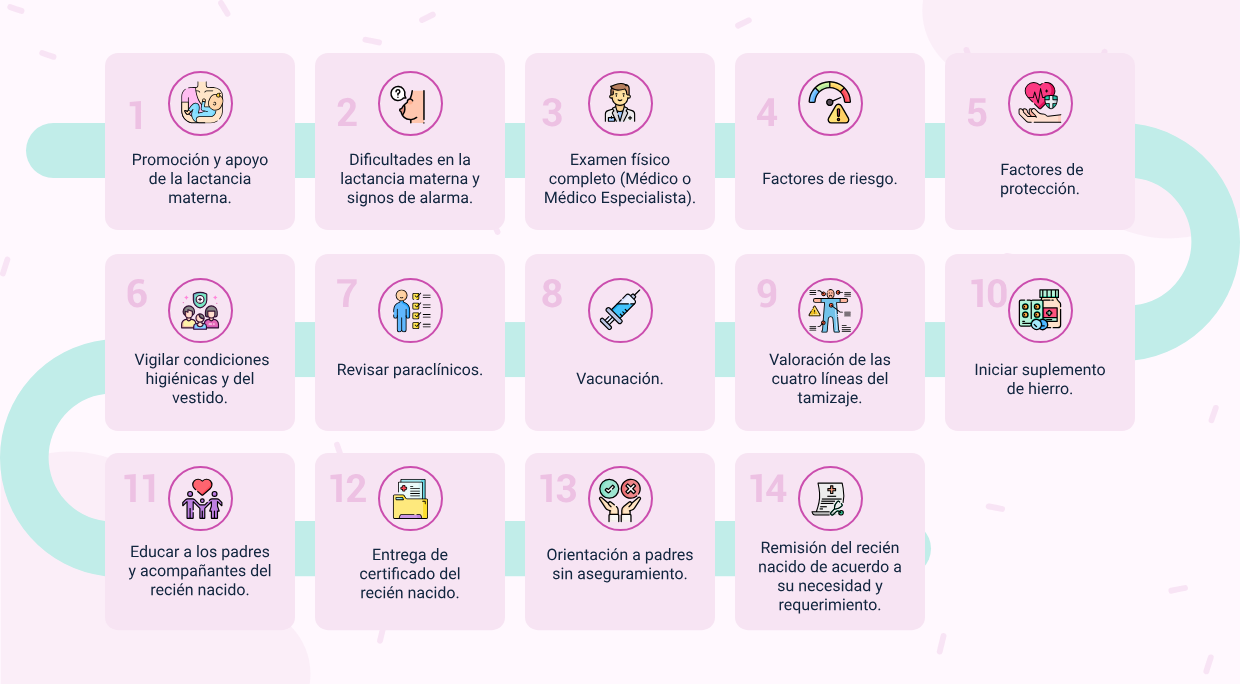 1
Promoción y apoyo
de la lactancia
materna.
2
Dificultades en la
lactancia materna y
signos de alarma.
3
Examen físico
completo (Médico o
Médico Especialista).
4
Factores de riesgo.
5
Factores de
protección.
6
Vigilar condiciones
higiénicas y del
vestido.
7
Revisar paraclínicos.
8
Vacunación.
9
Valoración de las
cuatro líneas del
tamizaje.
10
Iniciar suplemento
de hierro.
11
Educar a los padres
y acompañantes del
recién nacido.
12
Entrega de
certificado del
recién nacido.
13
Orientación a padres
sin aseguramiento.
14
Remisión del recién
nacido de acuerdo a
su necesidad y
requerimiento.